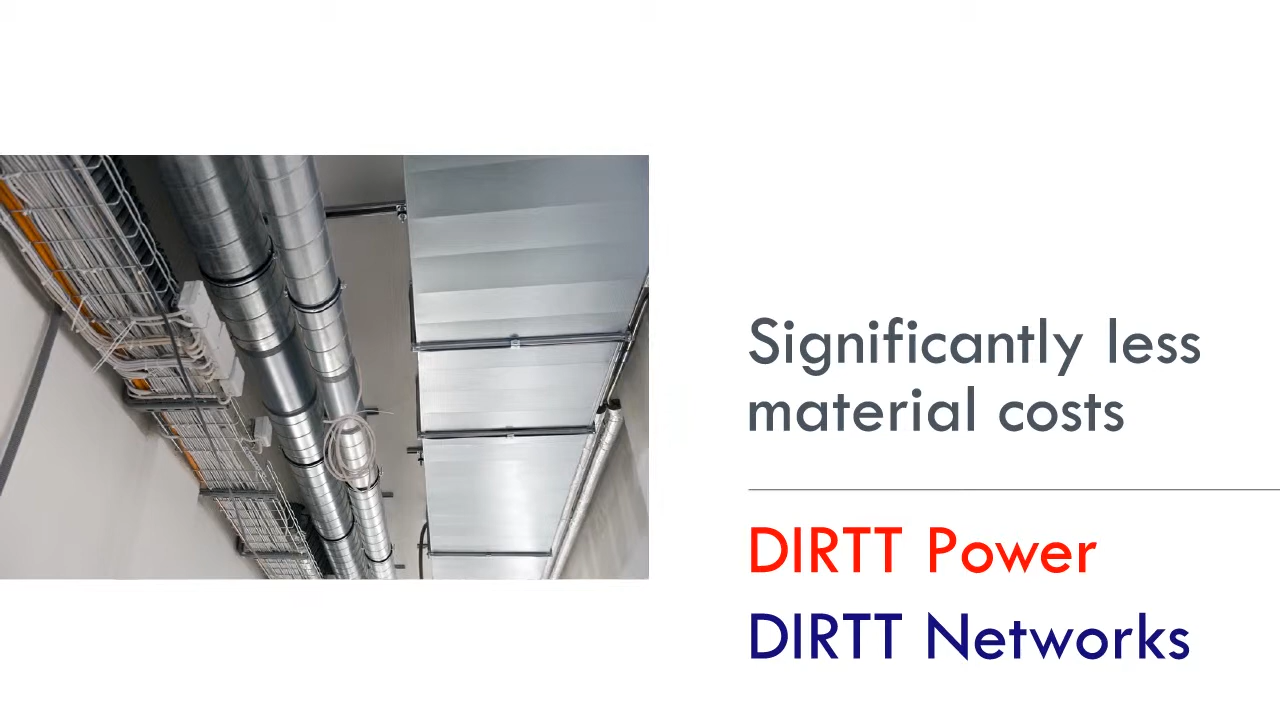 Significantly less
material costs
DIRTT Power
DIRTT Networks